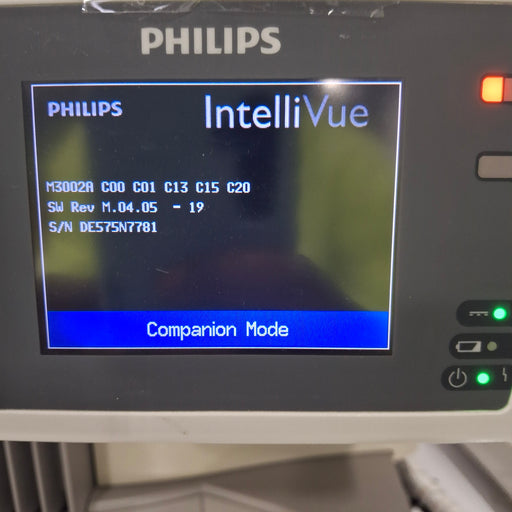 PHILIPS
PHILIPS IntelliVue
M3002A C00 C01 C13 C15 C20
SW Rev M.04.05 - 19
S/N DE575N7781
Companion Mode